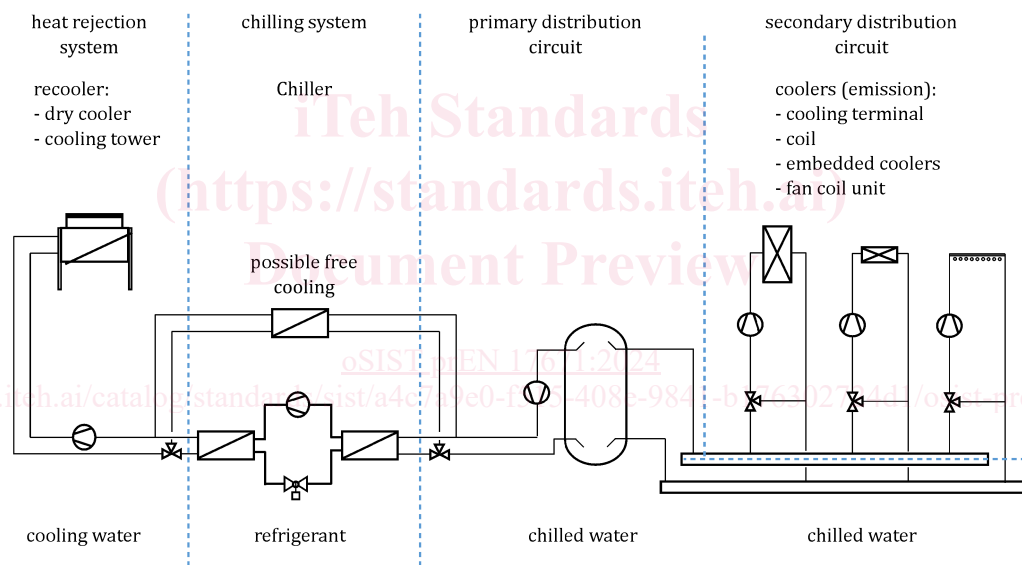 heat rejection
system
chilling system
primary distribution
circuit
secondary distribution
circuit
recooler:
- dry cooler
- cooling tower
Chiller
coolers (emission):
- cooling terminal
- coil
- embedded coolers
- fan coil unit
iTeh Standards
(https://standards.iteh.ai)
Document Preview
possible free
cooling
oSIST prEN 17671:2024
cooling water
refrigerant
chilled water
chilled water